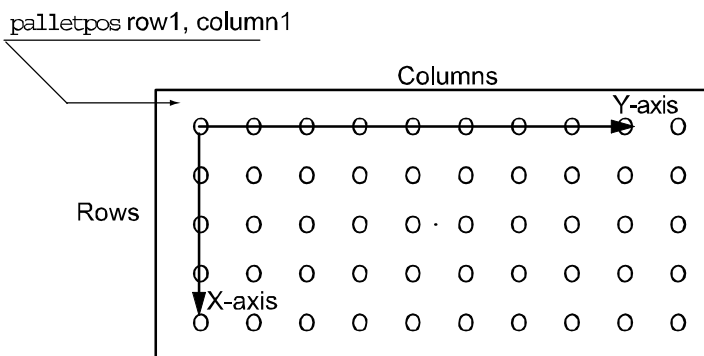 palletpos row1, column1
Columns
Y-axis
Rows
X-axis